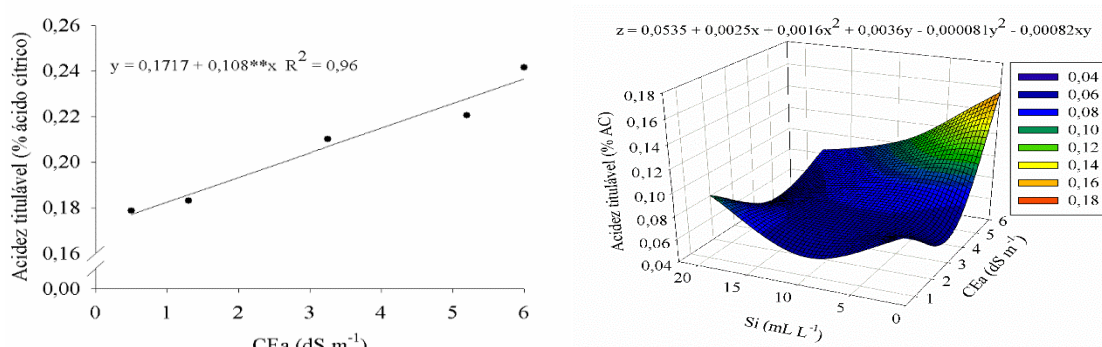 0,26
0,24
0,22
0,20
0,18
0,16
0,00
Acidez titulável (% ácido cítrico)
y = 0,1717 + 0,108**x R² = 0,96
0 1 2 3 4 5 6
CEa (dS m⁻¹)
z = 0,0535 + 0,0025x + 0,0016x² + 0,0036y - 0,000081y² - 0,00082xy
0,18
0,16
0,14
0,12
0,10
0,08
0,06
0,04
Acidez titulável (% AC)
20 15 10 5 0
Si (mL L⁻¹)
1 2 3 4 5 6
CEa (dS m⁻¹)
0,04
0,06
0,08
0,10
0,12
0,14
0,16
0,18